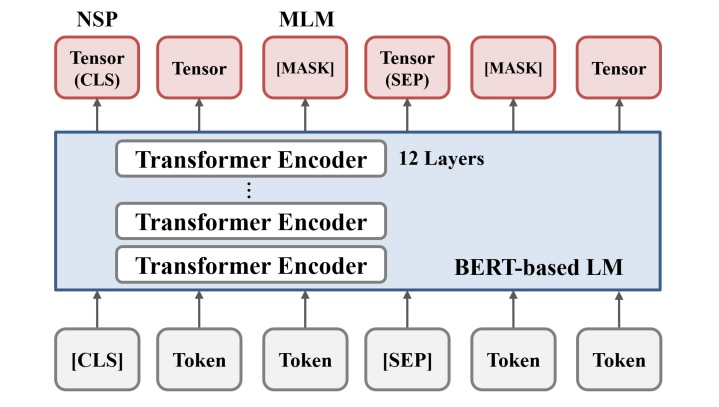 NSP MLM
Tensor (CLS) Tensor [MASK] Tensor (SEP) [MASK] Tensor
Transformer Encoder 12 Layers
⋮
Transformer Encoder
Transformer Encoder
BERT-based LM
[CLS] Token Token [SEP] Token Token